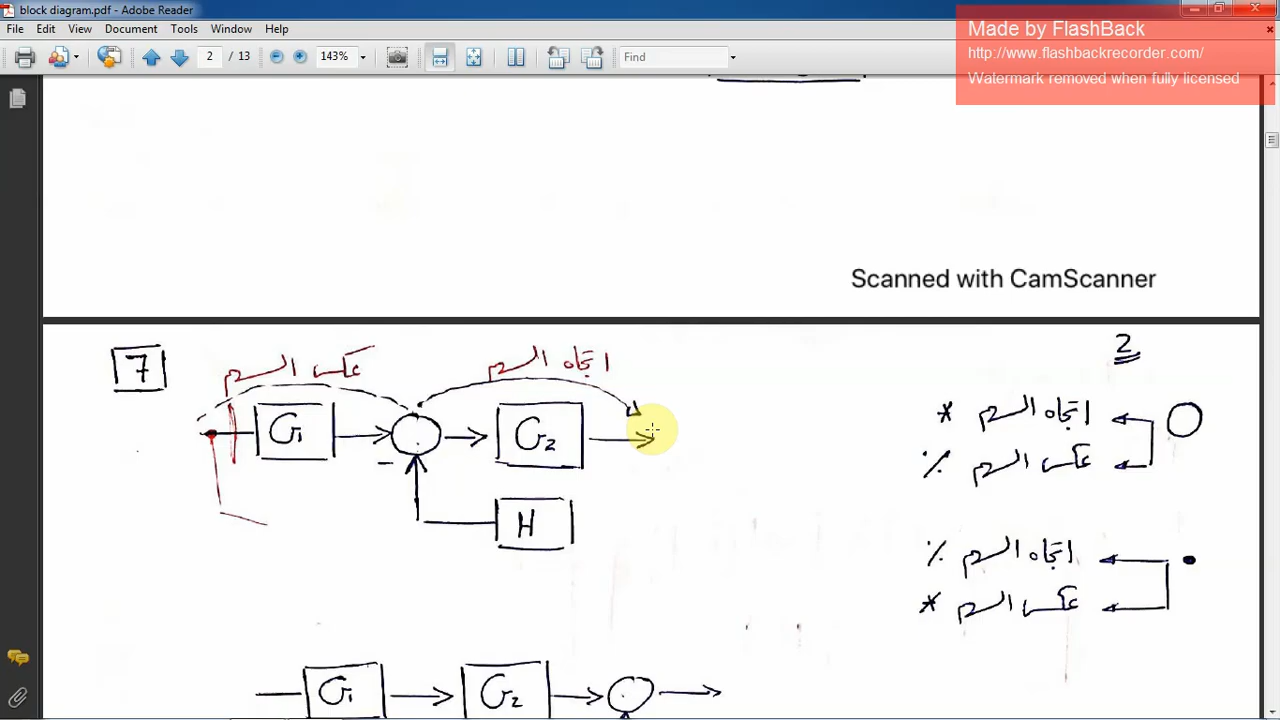 block diagram.pdf - Adobe Reader
File Edit View Document Tools Window Help
2 / 13 143% Find
Made by FlashBack
http://www.flashbackrecorder.com/
Watermark removed when fully licensed
Scanned with CamScanner
2
7
عكس السهم
اتجاه السهم
G1
G2
H
-
* اتجاه السهم
٪ عكس السهم
٪ اتجاه السهم
* عكس السهم
G1
G2